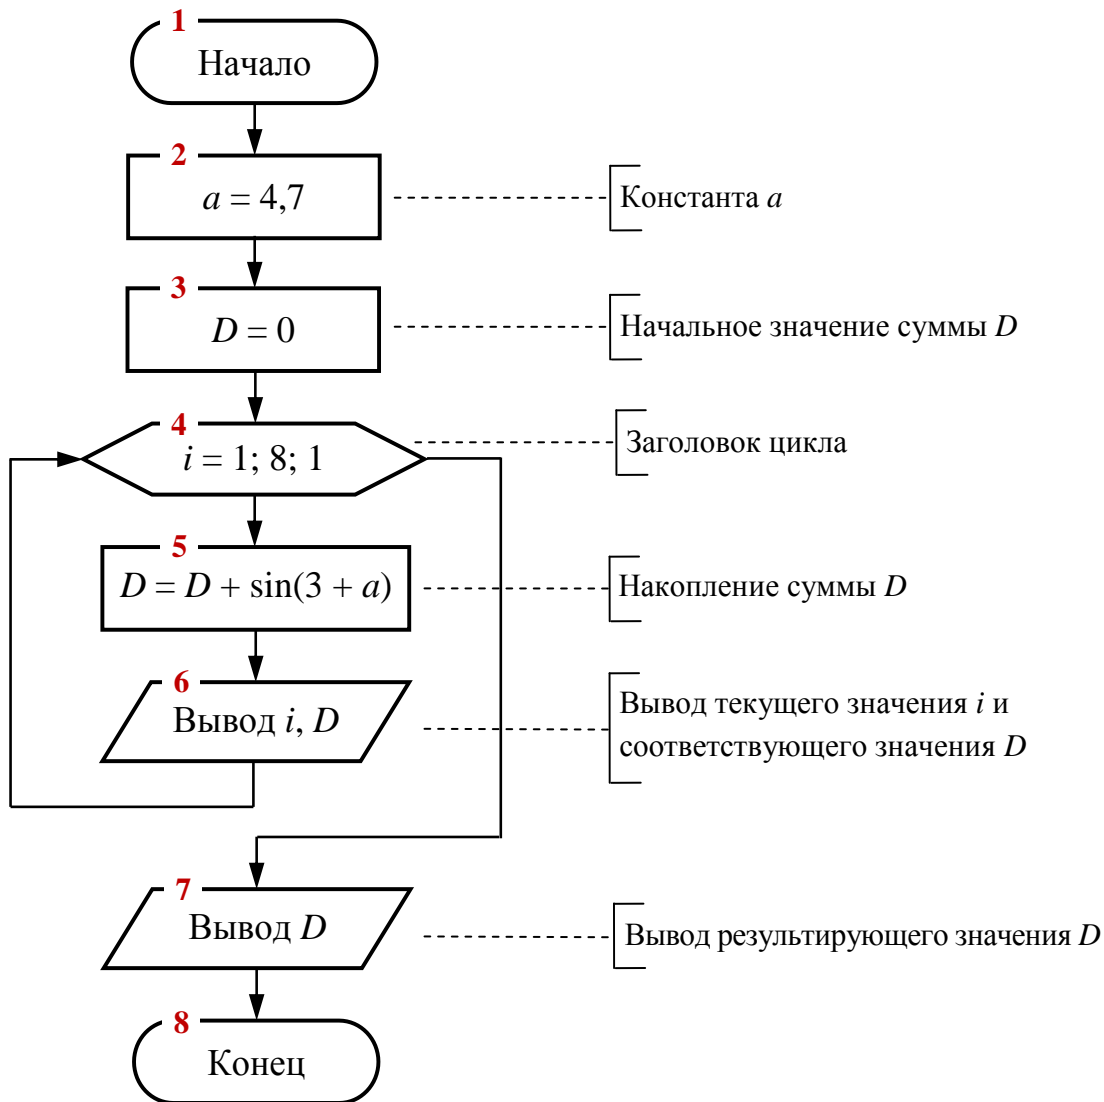 1
Начало
2
a = 4,7
Константа a
3
D = 0
Начальное значение суммы D
4
i = 1; 8; 1
Заголовок цикла
5
D = D + sin(3 + a)
Накопление суммы D
6
Вывод i, D
Вывод текущего значения i и
соответствующего значения D
7
Вывод D
Вывод результирующего значения D
8
Конец